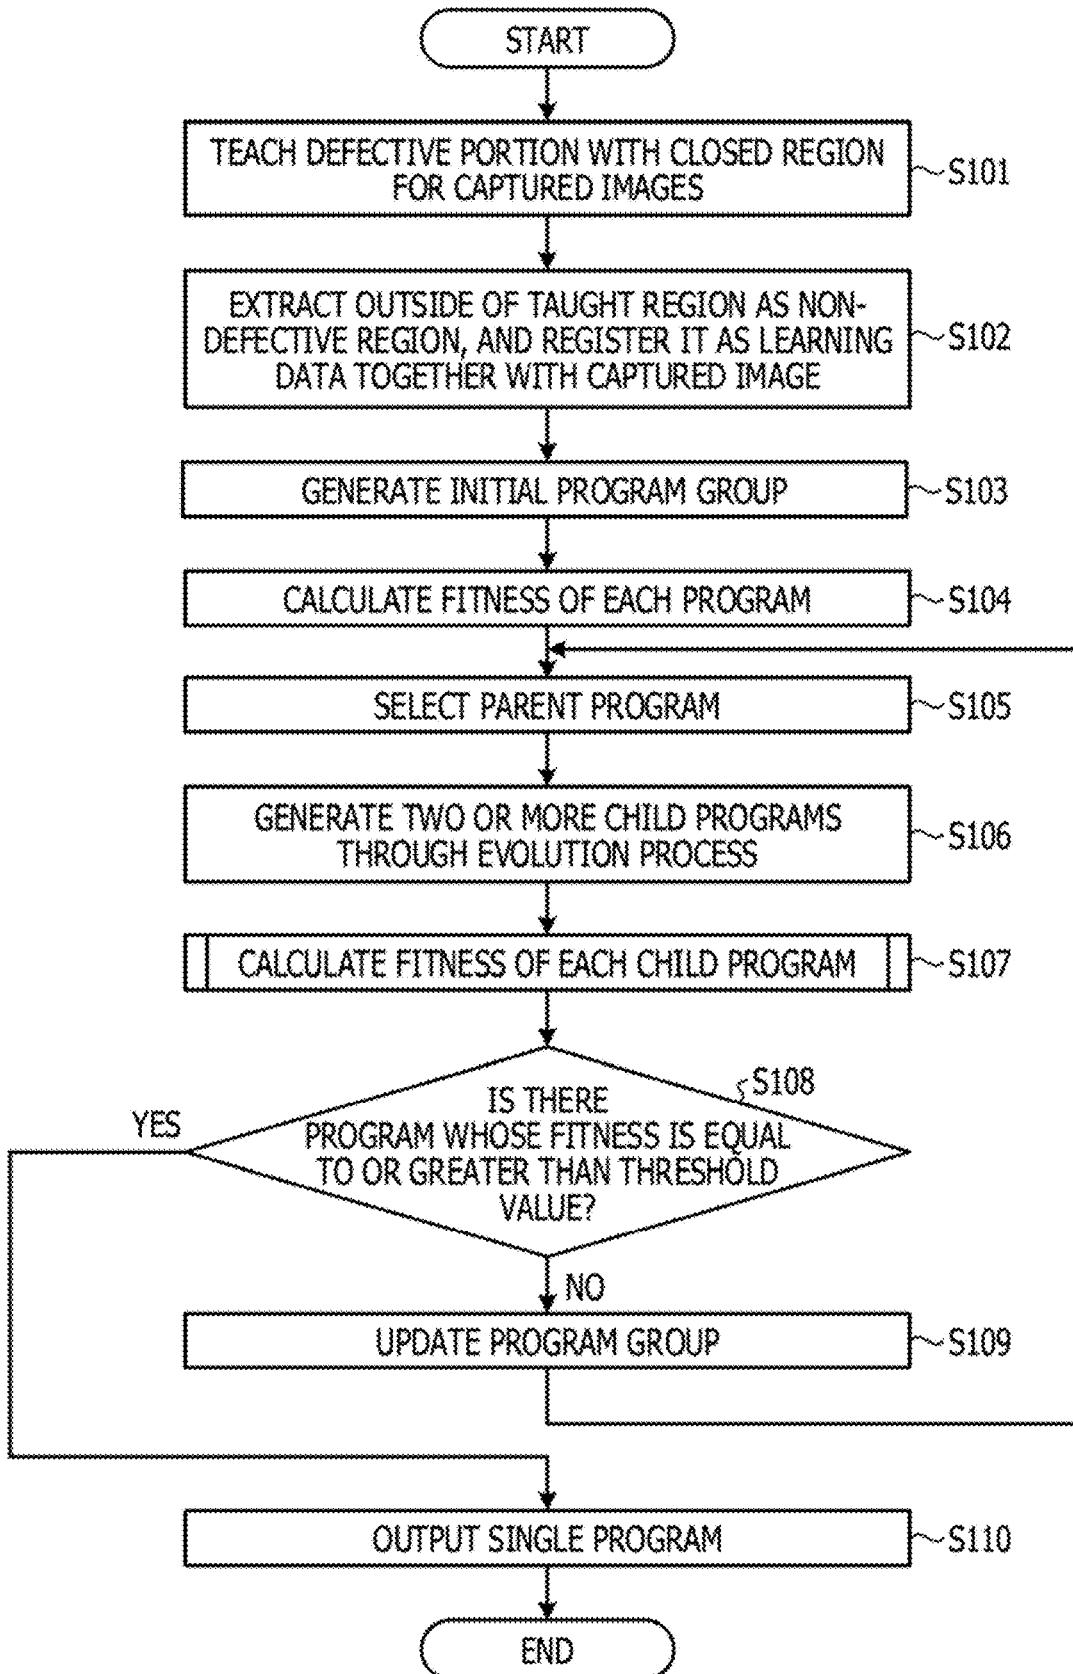 START
TEACH DEFECTIVE PORTION WITH CLOSED REGION
FOR CAPTURED IMAGES
S101
EXTRACT OUTSIDE OF TAUGHT REGION AS NON-
DEFECTIVE REGION, AND REGISTER IT AS LEARNING
DATA TOGETHER WITH CAPTURED IMAGE
S102
GENERATE INITIAL PROGRAM GROUP
S103
CALCULATE FITNESS OF EACH PROGRAM
S104
SELECT PARENT PROGRAM
S105
GENERATE TWO OR MORE CHILD PROGRAMS
THROUGH EVOLUTION PROCESS
S106
CALCULATE FITNESS OF EACH CHILD PROGRAM
S107
S108
YES
IS THERE
PROGRAM WHOSE FITNESS IS EQUAL
TO OR GREATER THAN THRESHOLD
VALUE?
NO
UPDATE PROGRAM GROUP
S109
OUTPUT SINGLE PROGRAM
S110
END